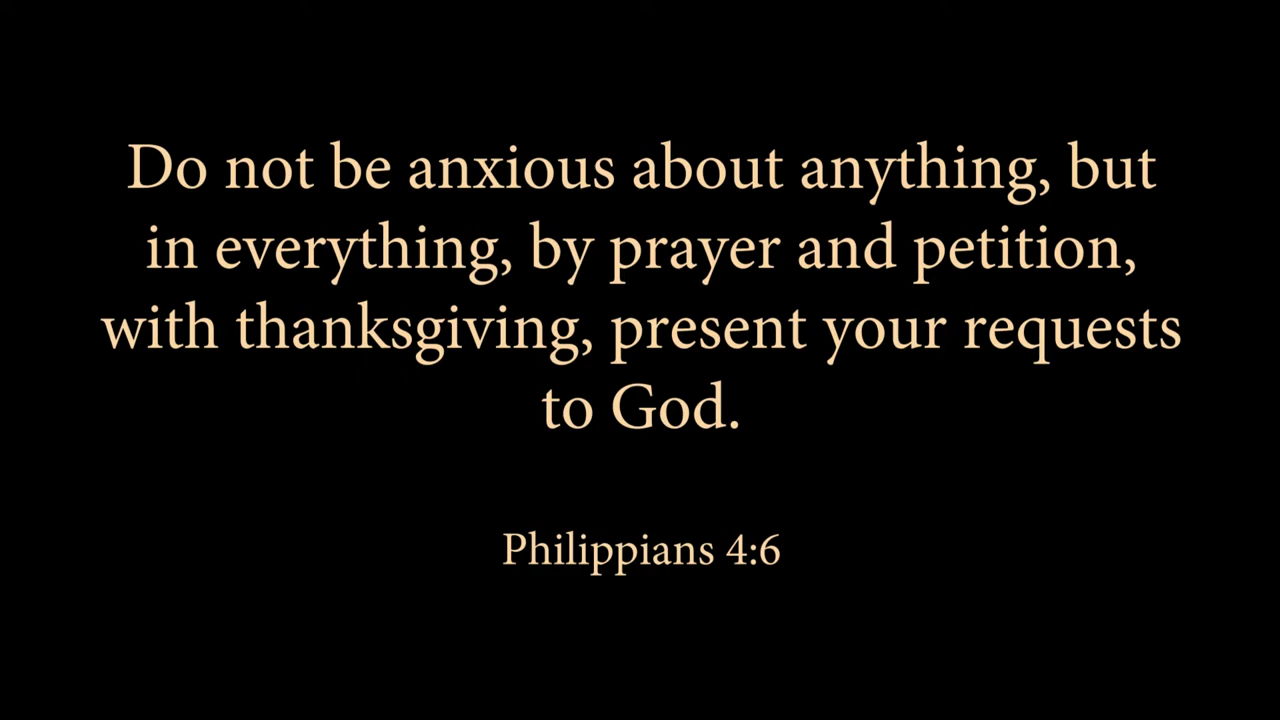 Do not be anxious about anything, but
in everything, by prayer and petition,
with thanksgiving, present your requests
to God.
Philippians 4:6